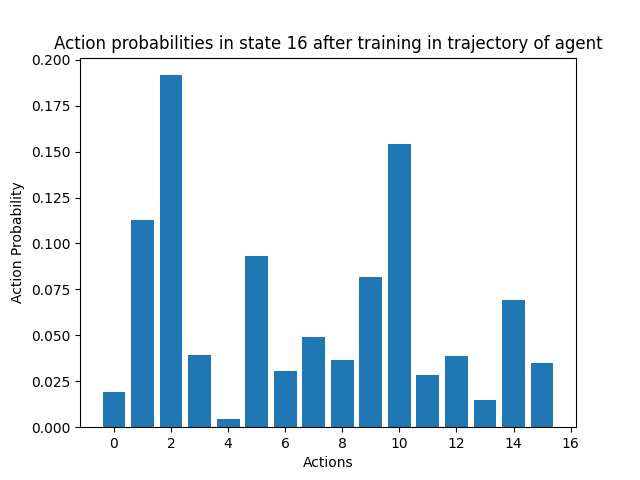 Action probabilities in state 16 after training in trajectory of agent
0.200
0.175
0.150
0.125
0.100
0.075
0.050
0.025
0.000
Action Probability
0 2 4 6 8 10 12 14 16
Actions